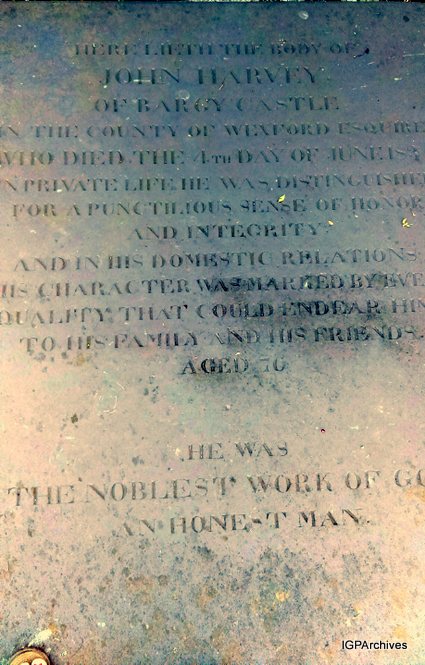 HERE LIETH THE BODY OF
JOHN HARVEY
OF BARGY CASTLE
IN THE COUNTY OF WEXFORD ESQUIRE
WHO DIED THE 4TH DAY OF JUNE
IN PRIVATE LIFE HE WAS DISTINGUISHED
FOR A PUNCTILIOUS SENSE OF HONOR
AND INTEGRITY
AND IN HIS DOMESTIC RELATIONS
HIS CHARACTER WAS MARKED BY EVE
QUALITY THAT COULD ENDEAR HIM
TO HIS FAMILY AND HIS FRIENDS.
AGED 76
HE WAS
THE NOBLEST WORK OF GO
AN HONEST MAN.
IGPArchives